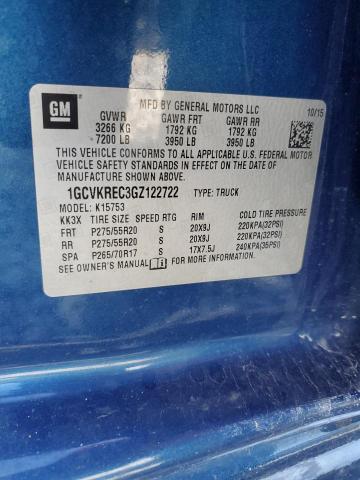 GM
MFD BY GENERAL MOTORS LLC
10/15
GVWR GAWR FRT GAWR RR
3266 KG 1792 KG 1792 KG
7200 LB 3950 LB 3950 LB
THIS VEHICLE CONFORMS TO ALL APPLICABLE U.S. FEDERAL MOTOR
VEHICLE SAFETY STANDARDS IN EFFECT ON THE DATE OF
MANUFACTURE SHOWN ABOVE.
1GCVKREC3GZ122722 TYPE: TRUCK
MODEL: K15753
KK3X TIRE SIZE SPEED RTG RIM COLD TIRE PRESSURE
FRT P275/55R20 S 20X9J 220KPA(32PSI)
RR P275/55R20 S 20X9J 220KPA(32PSI)
SPA P265/70R17 S 17X7.5J 240KPA(35PSI)
SEE OWNER'S MANUAL FOR ADDITIONAL INFORMATION.